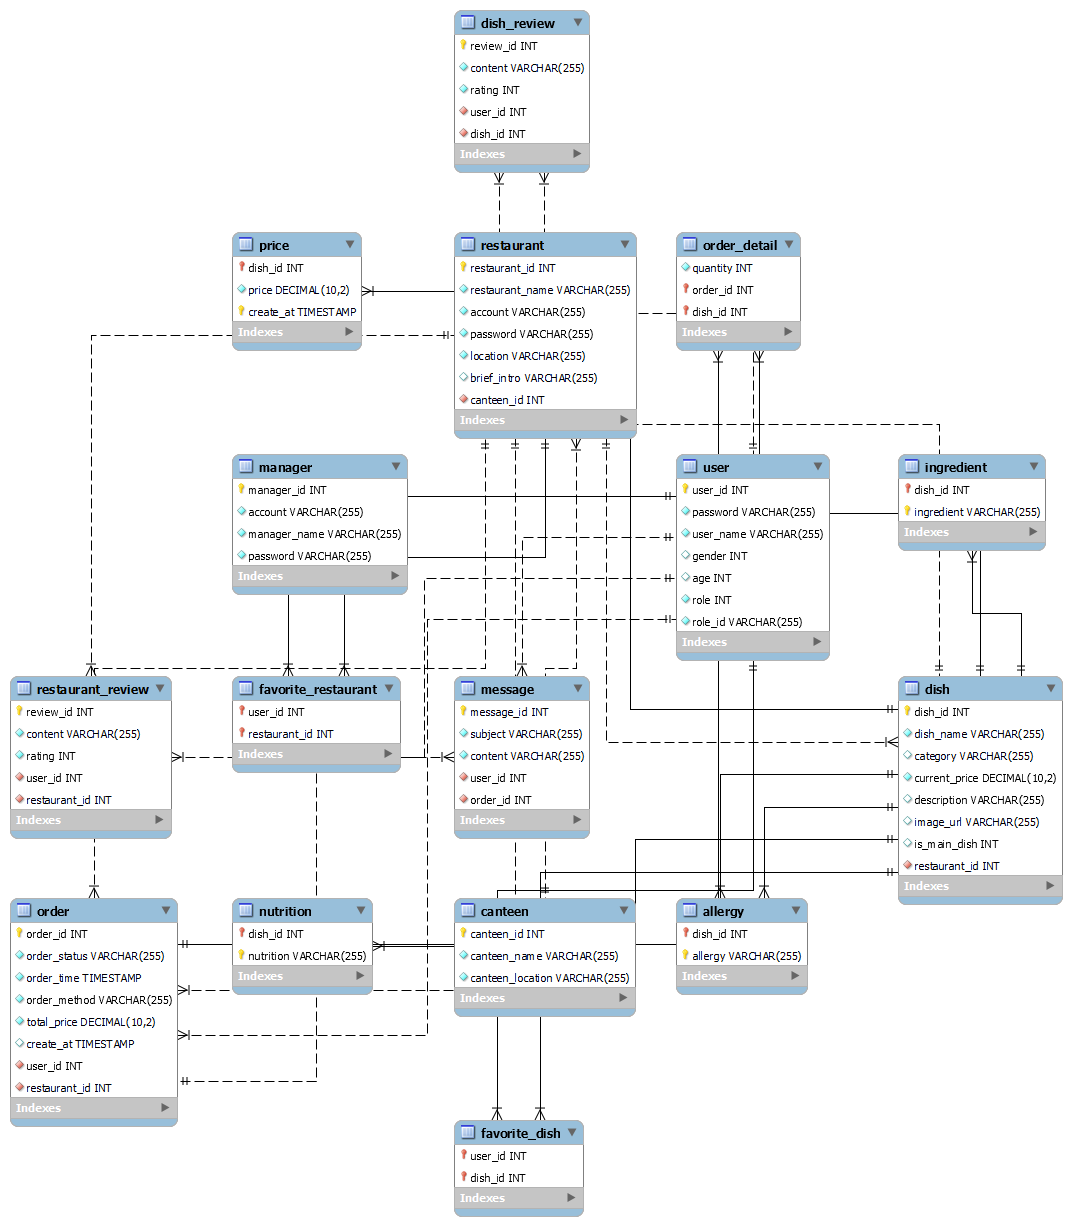 dish_review
review_id INT
content VARCHAR(255)
rating INT
user_id INT
dish_id INT
Indexes
price
dish_id INT
price DECIMAL(10,2)
create_at TIMESTAMP
Indexes
restaurant
restaurant_id INT
restaurant_name VARCHAR(255)
account VARCHAR(255)
password VARCHAR(255)
location VARCHAR(255)
brief_intro VARCHAR(255)
canteen_id INT
Indexes
order_detail
quantity INT
order_id INT
dish_id INT
Indexes
manager
manager_id INT
account VARCHAR(255)
manager_name VARCHAR(255)
password VARCHAR(255)
Indexes
user
user_id INT
password VARCHAR(255)
user_name VARCHAR(255)
gender INT
age INT
role INT
role_id VARCHAR(255)
Indexes
ingredient
dish_id INT
ingredient VARCHAR(255)
Indexes
restaurant_review
review_id INT
content VARCHAR(255)
rating INT
user_id INT
restaurant_id INT
Indexes
favorite_restaurant
user_id INT
restaurant_id INT
Indexes
message
message_id INT
subject VARCHAR(255)
content VARCHAR(255)
user_id INT
order_id INT
Indexes
dish
dish_id INT
dish_name VARCHAR(255)
category VARCHAR(255)
current_price DECIMAL(10,2)
description VARCHAR(255)
image_url VARCHAR(255)
is_main_dish INT
restaurant_id INT
Indexes
order
order_id INT
order_status VARCHAR(255)
order_time TIMESTAMP
order_method VARCHAR(255)
total_price DECIMAL(10,2)
create_at TIMESTAMP
user_id INT
restaurant_id INT
Indexes
nutrition
dish_id INT
nutrition VARCHAR(255)
Indexes
canteen
canteen_id INT
canteen_name VARCHAR(255)
canteen_location VARCHAR(255)
Indexes
allergy
dish_id INT
allergy VARCHAR(255)
Indexes
favorite_dish
user_id INT
dish_id INT
Indexes